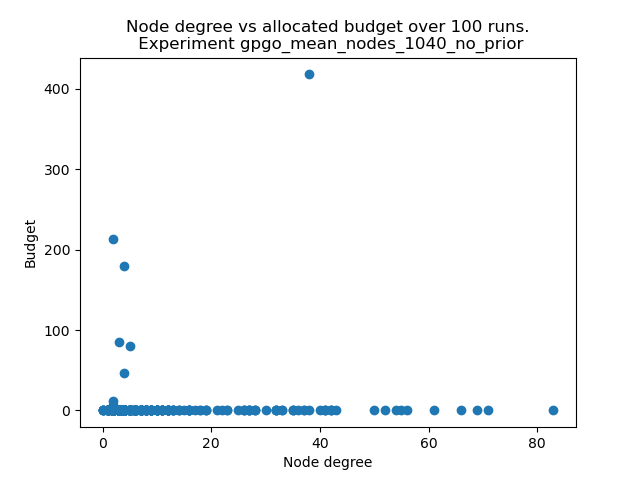 Node degree vs allocated budget over 100 runs.
Experiment gpgo_mean_nodes_1040_no_prior
400
300
200
100
0
Budget
0 20 40 60 80
Node degree